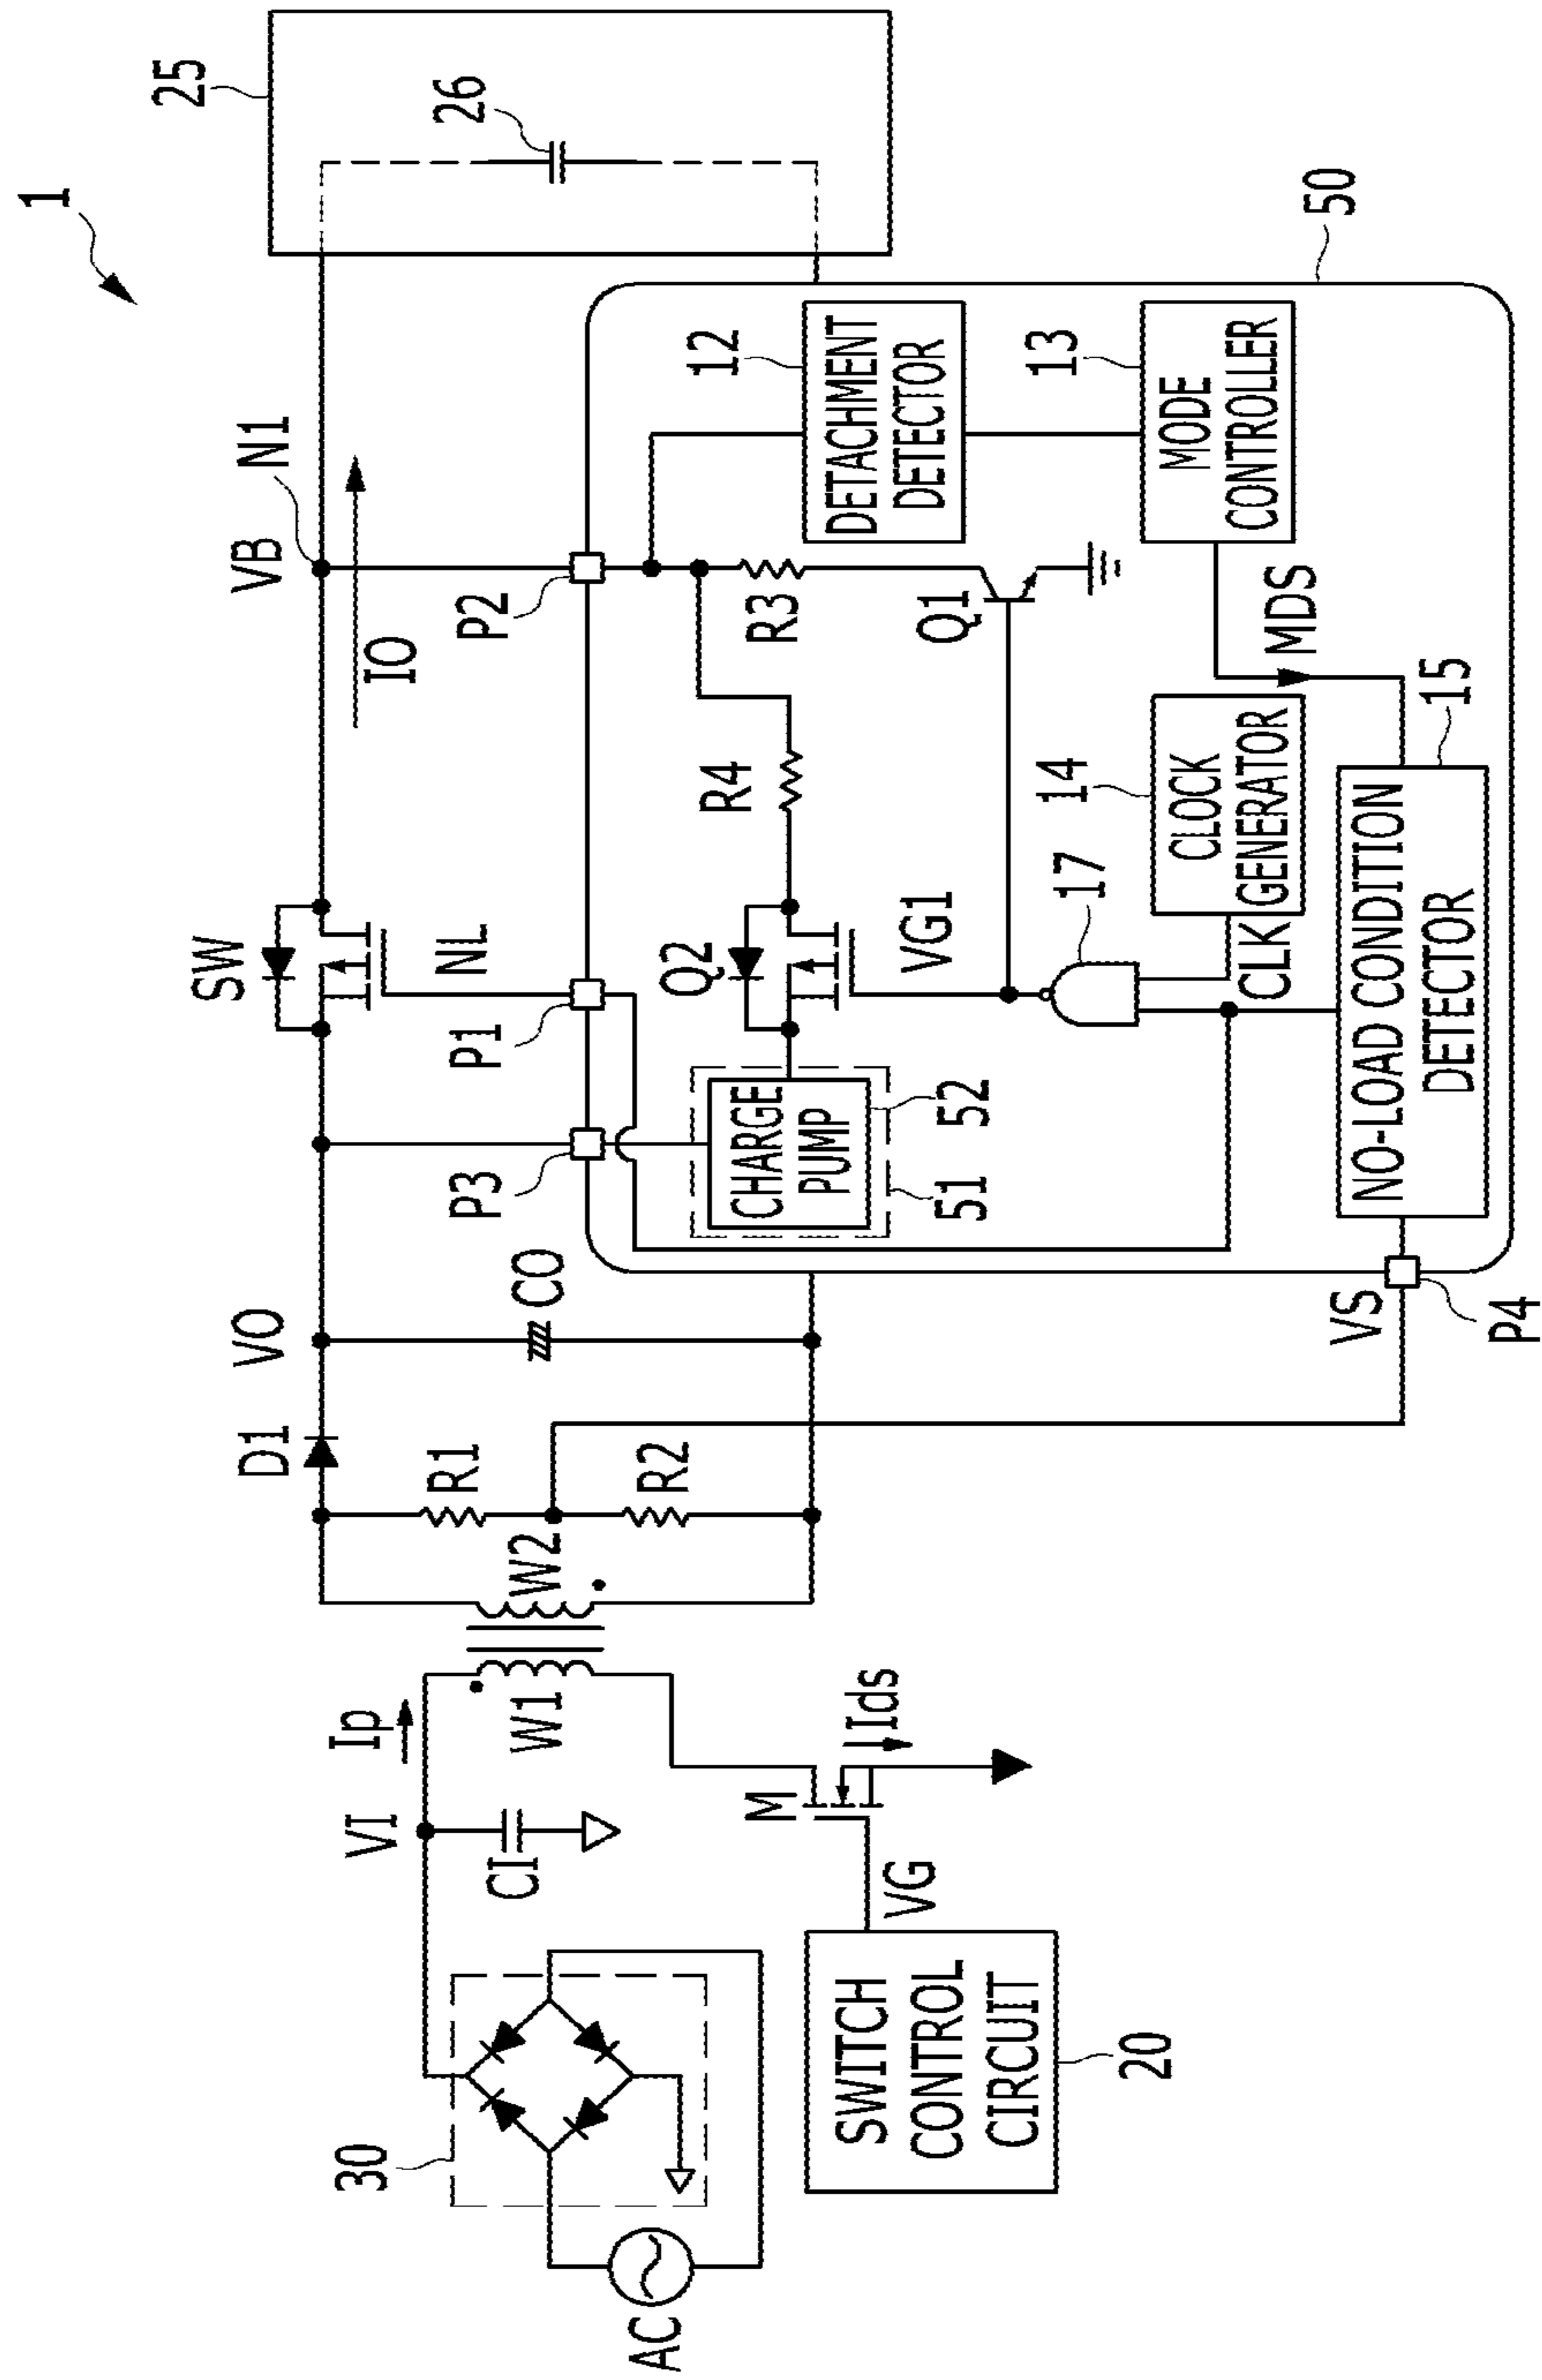 1
25
26
VB
N1
IO
SW
NL
D1
VO
CO
R1
R2
W2
W1
Ip
VI
CI
30
AC
M
Ids
VG
SWITCH
CONTROL
CIRCUIT
20
P3
P1
P2
50
CHARGE
PUMP
52
51
Q2
R4
R3
VG1
Q1
12
DETACHMENT
DETECTOR
13
MODE
CONTROLLER
MDS
17
14
CLOCK
GENERATOR
CLK
15
NO-LOAD CONDITION
DETECTOR
VS
P4